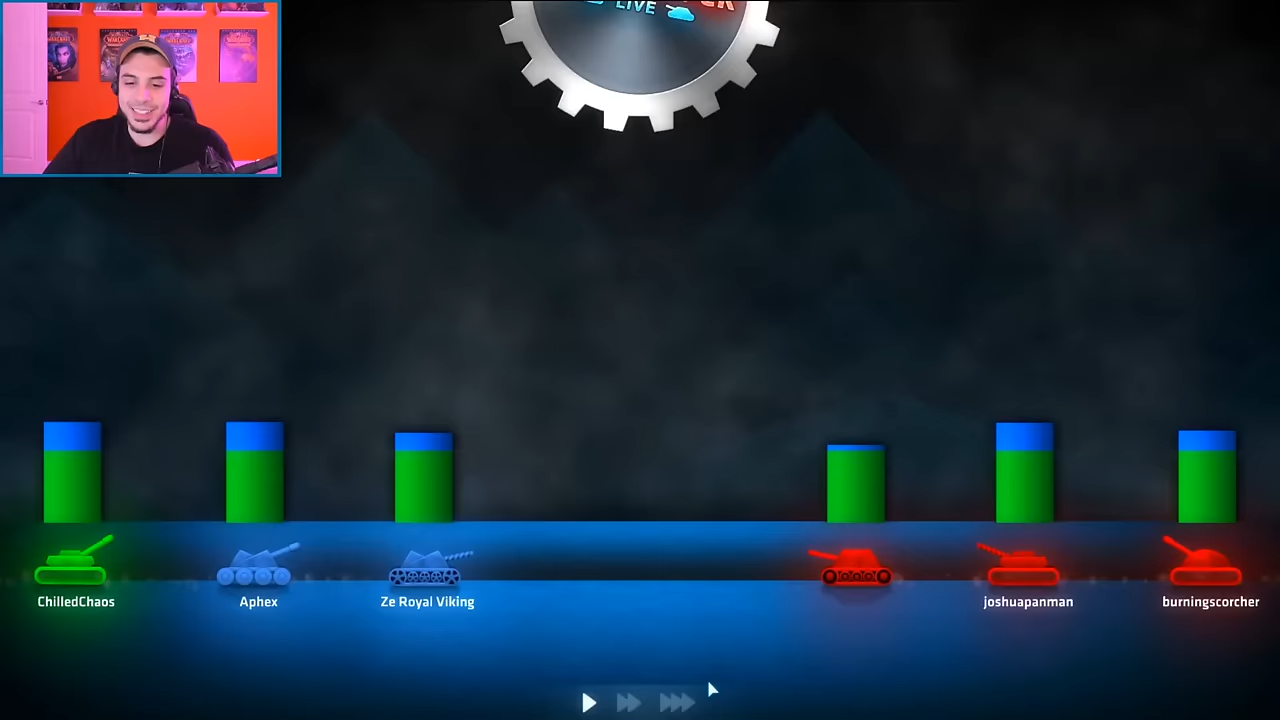 LIVE
ChilledChaos
Aphex
Ze Royal Viking
joshuapanman
burningscorcher